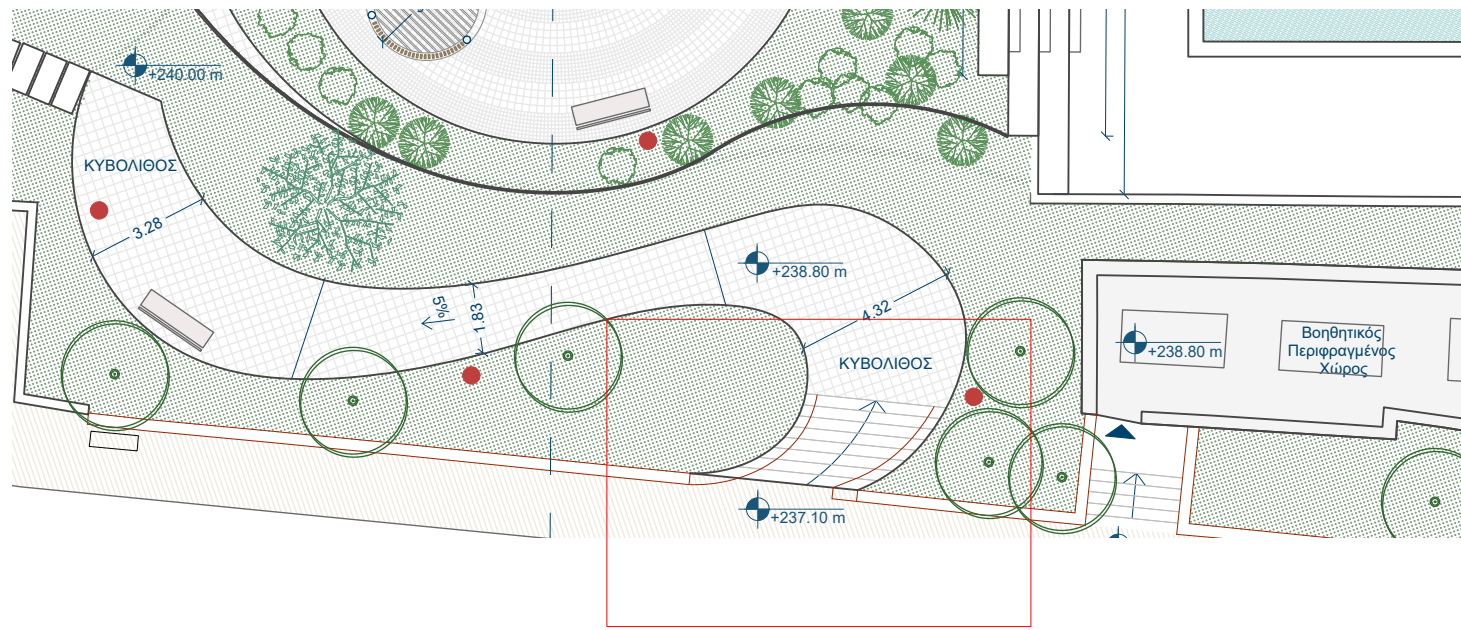 +240.00 m
ΚΥΒΟΛΙΘΟΣ
3.28
5%
1.83
+238.80 m
4.32
ΚΥΒΟΛΙΘΟΣ
+237.10 m
+238.80 m
Βοηθητικός
Περιφραγμένος
Χώρος